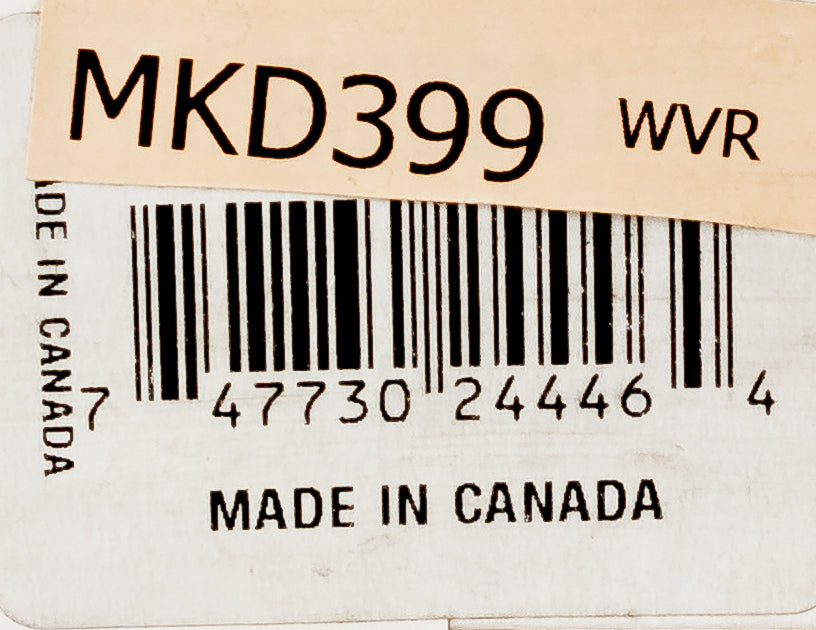 MKD399 WVR
ADE IN CANADA
7 47730 24446 4
MADE IN CANADA